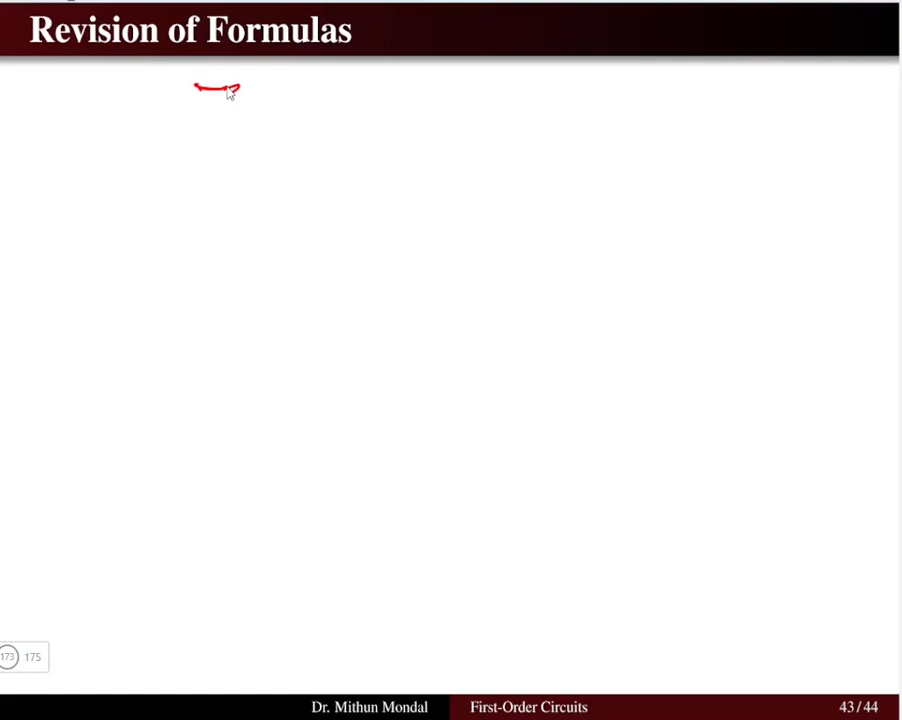 Revision of Formulas
173 175
Dr. Mithun Mondal First-Order Circuits 43/44